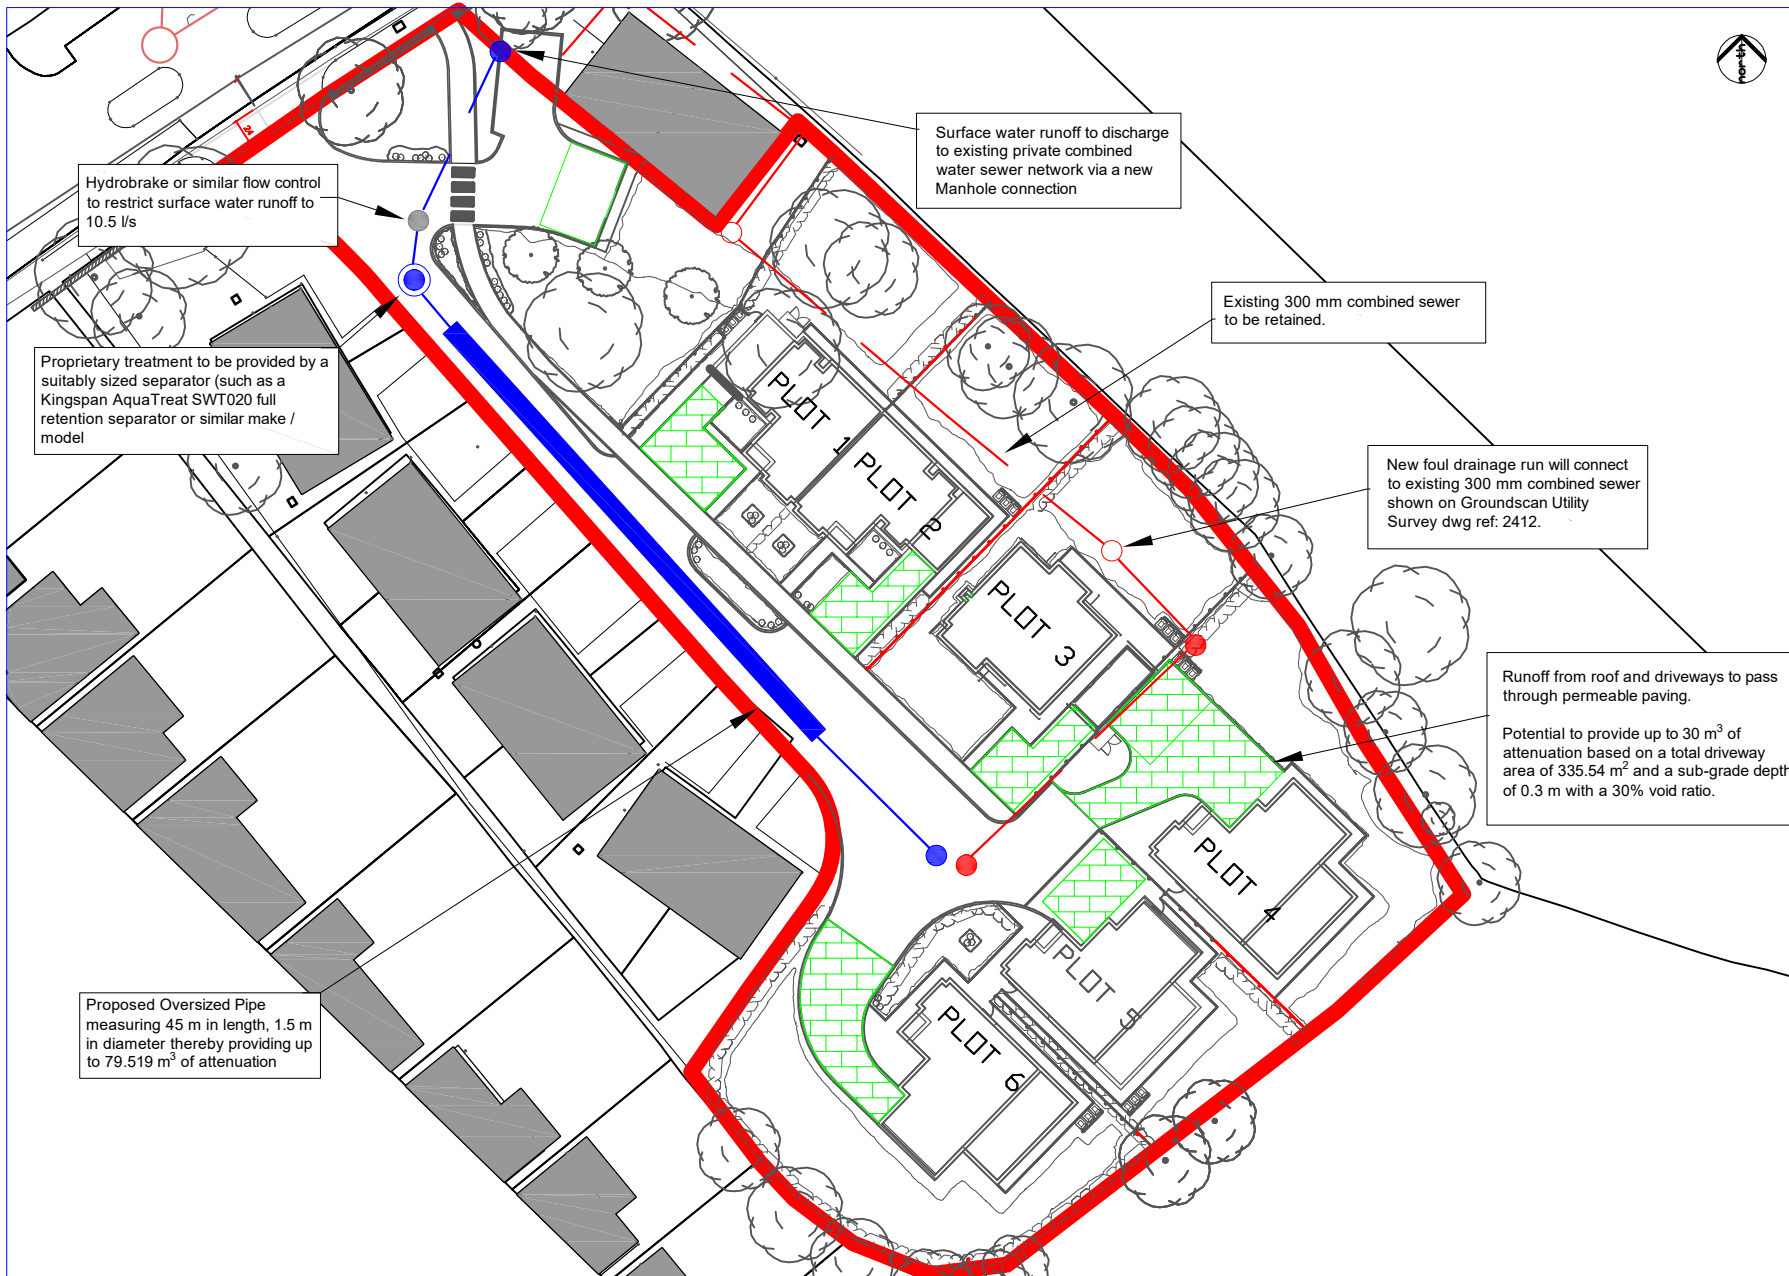 north
24
Surface water runoff to discharge
to existing private combined
water sewer network via a new
Manhole connection
Hydrobrake or similar flow control
to restrict surface water runoff to
10.5 l/s
Existing 300 mm combined sewer
to be retained.
Proprietary treatment to be provided by a
suitably sized separator (such as a
Kingspan AquaTreat SWT020 full
retention separator or similar make /
model
PLOT 1
PLOT 2
New foul drainage run will connect
to existing 300 mm combined sewer
shown on Groundscan Utility
Survey dwg ref: 2412.
PLOT 3
Runoff from roof and driveways to pass
through permeable paving.
Potential to provide up to 30 m³ of
attenuation based on a total driveway
area of 335.54 m² and a sub-grade depth
of 0.3 m with a 30% void ratio.
PLOT 4
PLOT
PLOT 6
Proposed Oversized Pipe
measuring 45 m in length, 1.5 m
in diameter thereby providing up
to 79.519 m³ of attenuation